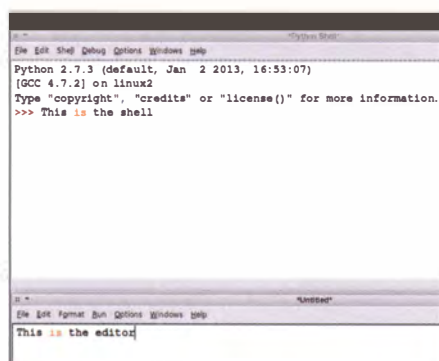 *Python Shell*
File Edit Shell Debug Options Windows Help
Python 2.7.3 (default, Jan  2 2013, 16:53:07)
[GCC 4.7.2] on linux2
Type "copyright", "credits" or "license()" for more information.
>>> This is the shell
*Untitled*
File Edit Format Run Options Windows Help
This is the editor